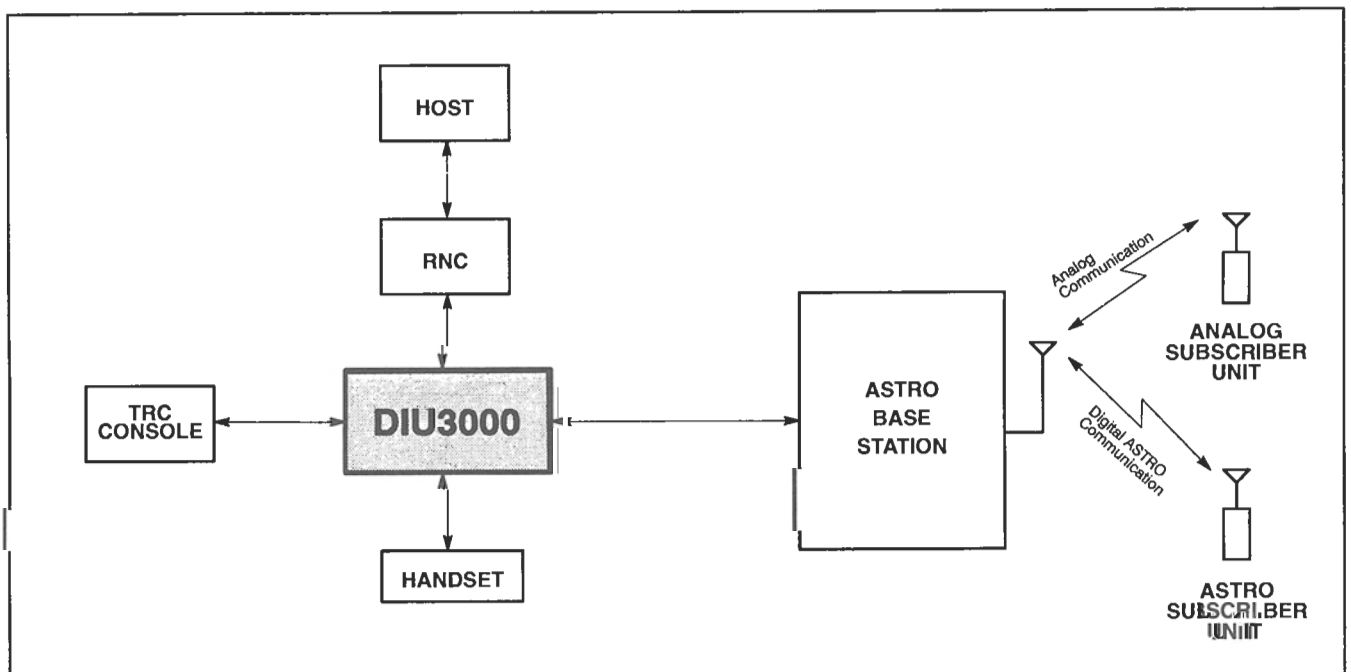 HOST
RNC
TRC
CONSOLE
DIU3000
HANDSET
ASTRO
BASE
STATION
Analog
Communication
ANALOG
SUBSCRIBER
UNIT
Digital ASTRO
Communication
ASTRO
SUBSCRIBER
UNIT